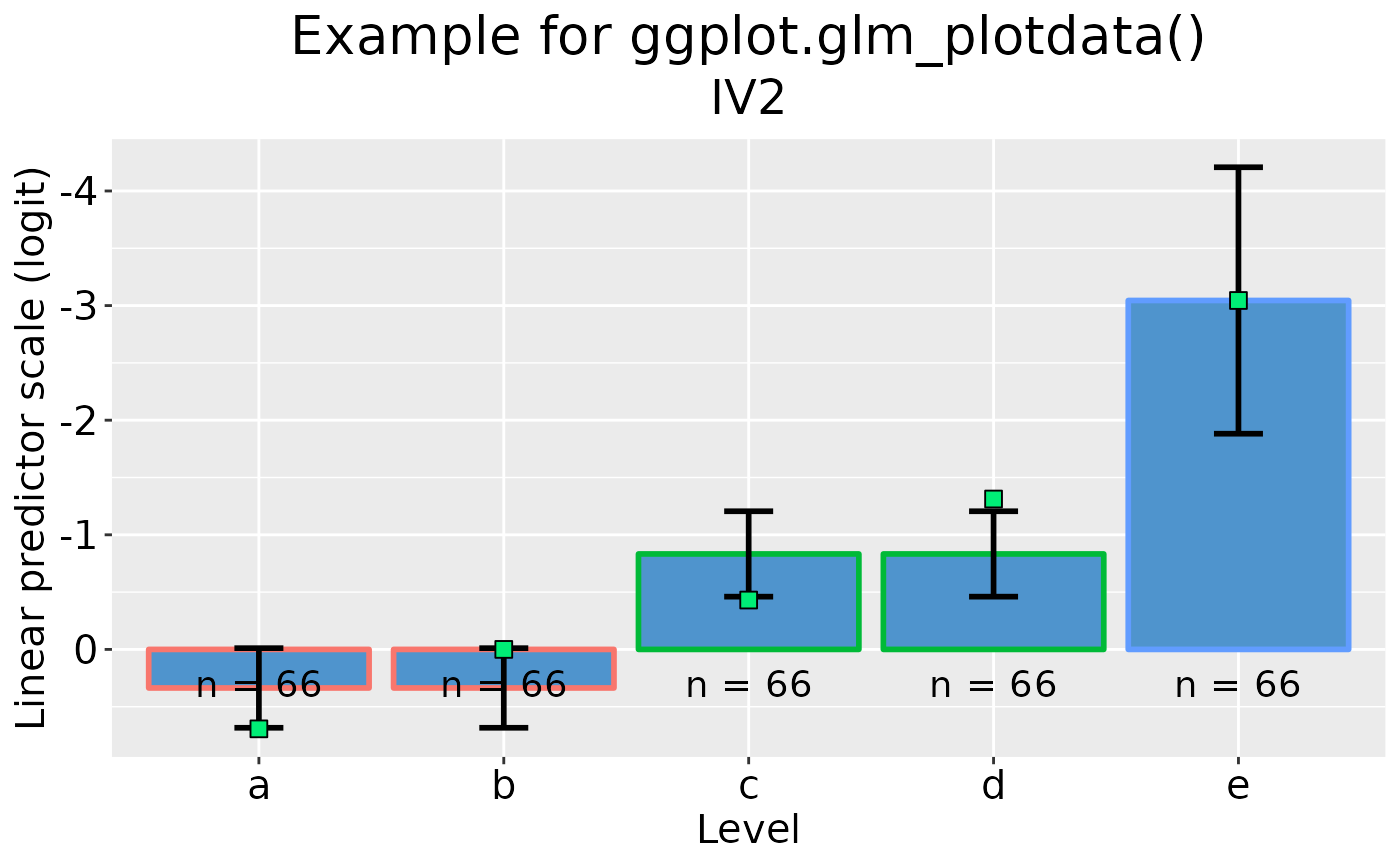 Example for ggplot.glm_plotdata()
IV2
Linear predictor scale (logit)
-4
-3
-2
-1
0
n = 66 n = 66 n = 66 n = 66 n = 66
a b c d e
Level